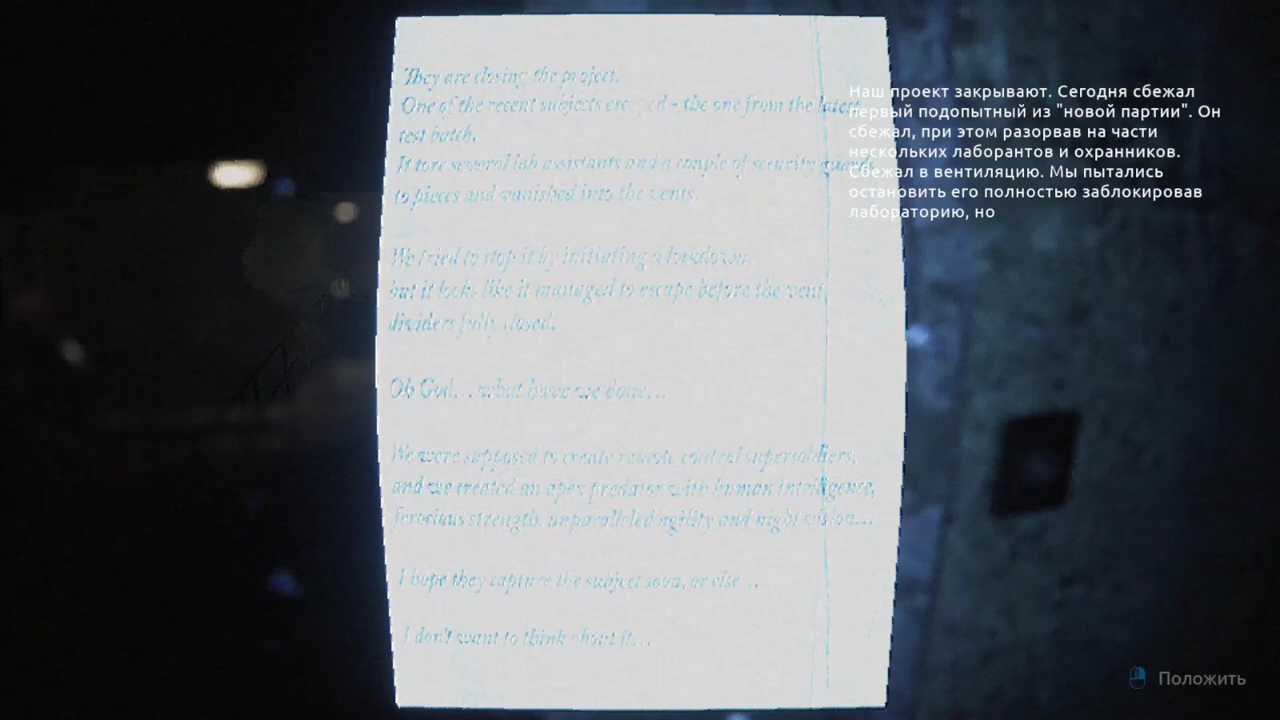 They are closing the project.
One of the recent subjects escaped - the one from the latest
test batch.
It tore several lab assistants and a couple of security guards
to pieces and vanished into the vents.
We tried to stop it by initiating a lockdown,
but it looks like it managed to escape before the vent
dividers fully closed.
Oh God... what have we done...
We were supposed to create remote control supersoldiers,
and we created an apex predator with human intelligence,
ferocious strength, unparalleled agility and night vision...
I hope they capture the subject soon, or else...
I don't want to think about it...
Наш проект закрывают. Сегодня сбежал
первый подопытный из "новой партии". Он
сбежал, при этом разорвав на части
нескольких лаборантов и охранников.
Сбежал в вентиляцию. Мы пытались
остановить его полностью заблокировав
лабораторию, но
Положить